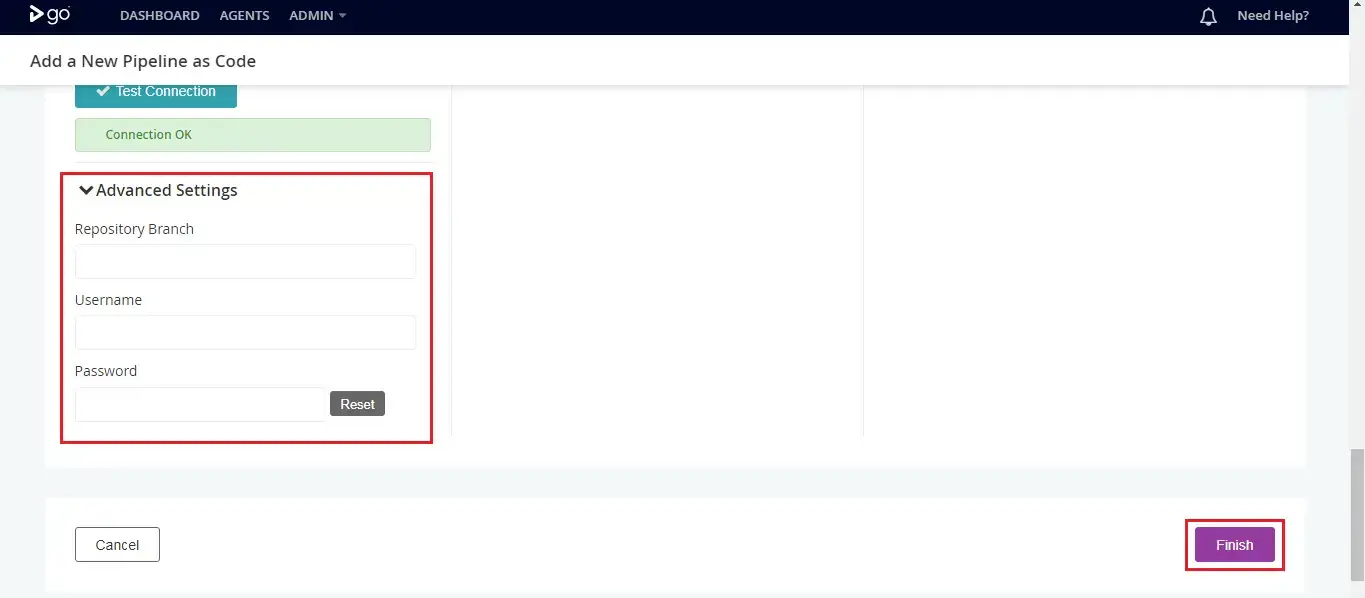 go
DASHBOARD AGENTS ADMIN Need Help?
Add a New Pipeline as Code
Test Connection
Connection OK
Advanced Settings
Repository Branch
Username
Password
Reset
Cancel
Finish